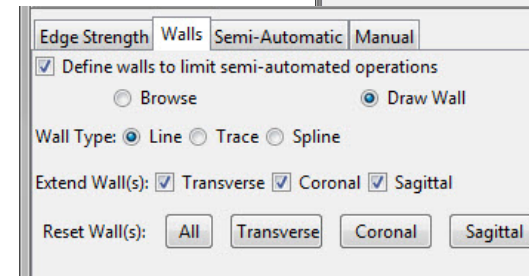 Edge Strength Walls Semi-Automatic Manual
Define walls to limit semi-automated operations
Browse Draw Wall
Wall Type: Line Trace Spline
Extend Wall(s): Transverse Coronal Sagittal
Reset Wall(s): All Transverse Coronal Sagittal